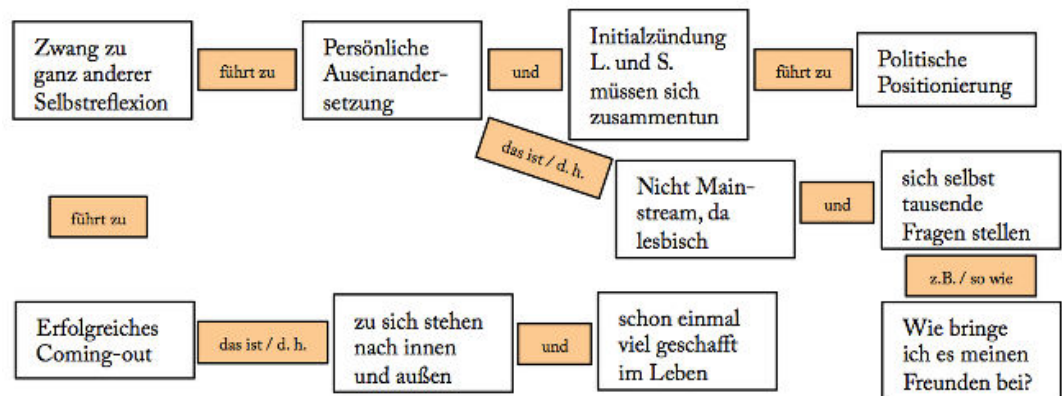 Zwang zu
ganz anderer
Selbstreflexion
führt zu
Persönliche
Auseinander-
setzung
und
Initialzündung
L. und S.
müssen sich
zusammentun
führt zu
Politische
Positionierung
das ist / d. h.
Nicht Main-
stream, da
lesbisch
und
sich selbst
tausende
Fragen stellen
führt zu
z.B. / so wie
Erfolgreiches
Coming-out
das ist / d. h.
zu sich stehen
nach innen
und außen
und
schon einmal
viel geschafft
im Leben
Wie bringe
ich es meinen
Freunden bei?